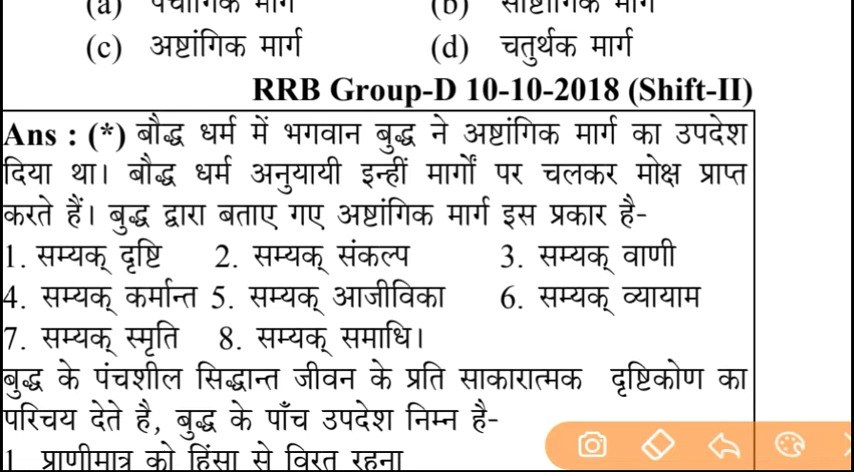 (a) पंचांगिक मार्ग (b) साष्टांगिक मार्ग
(c) अष्टांगिक मार्ग (d) चतुर्थक मार्ग
RRB Group-D 10-10-2018 (Shift-II)
Ans : (*) बौद्ध धर्म में भगवान बुद्ध ने अष्टांगिक मार्ग का उपदेश
दिया था। बौद्ध धर्म अनुयायी इन्हीं मार्गों पर चलकर मोक्ष प्राप्त
करते हैं। बुद्ध द्वारा बताए गए अष्टांगिक मार्ग इस प्रकार है-
1. सम्यक् दृष्टि 2. सम्यक् संकल्प 3. सम्यक् वाणी
4. सम्यक् कर्मान्त 5. सम्यक् आजीविका 6. सम्यक् व्यायाम
7. सम्यक् स्मृति 8. सम्यक् समाधि।
बुद्ध के पंचशील सिद्धान्त जीवन के प्रति साकारात्मक दृष्टिकोण का
परिचय देते है, बुद्ध के पाँच उपदेश निम्न है-
1 प्राणीमात्र को हिंसा से विरत रहना